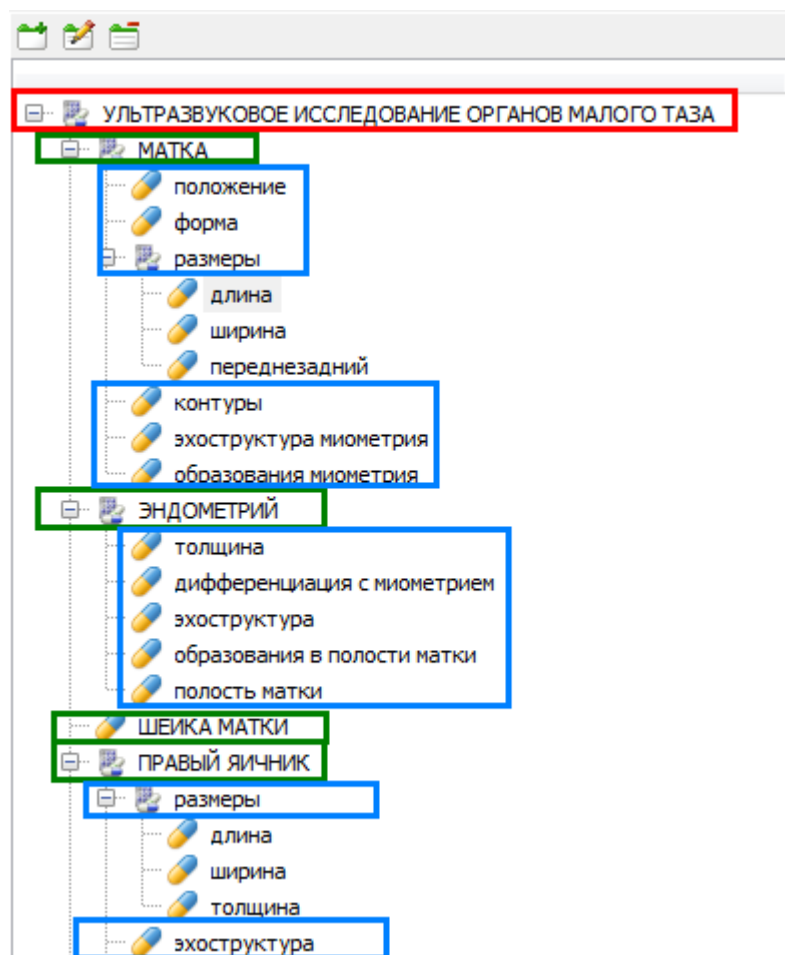 УЛЬТРАЗВУКОВОЕ ИССЛЕДОВАНИЕ ОРГАНОВ МАЛОГО ТАЗА
МАТКА
положение
форма
размеры
длина
ширина
переднезадний
контуры
эхоструктура миометрия
образования миометрия
ЭНДОМЕТРИЙ
толщина
дифференциация с миометрием
эхоструктура
образования в полости матки
полость матки
ШЕЙКА МАТКИ
ПРАВЫЙ ЯИЧНИК
размеры
длина
ширина
толщина
эхоструктура